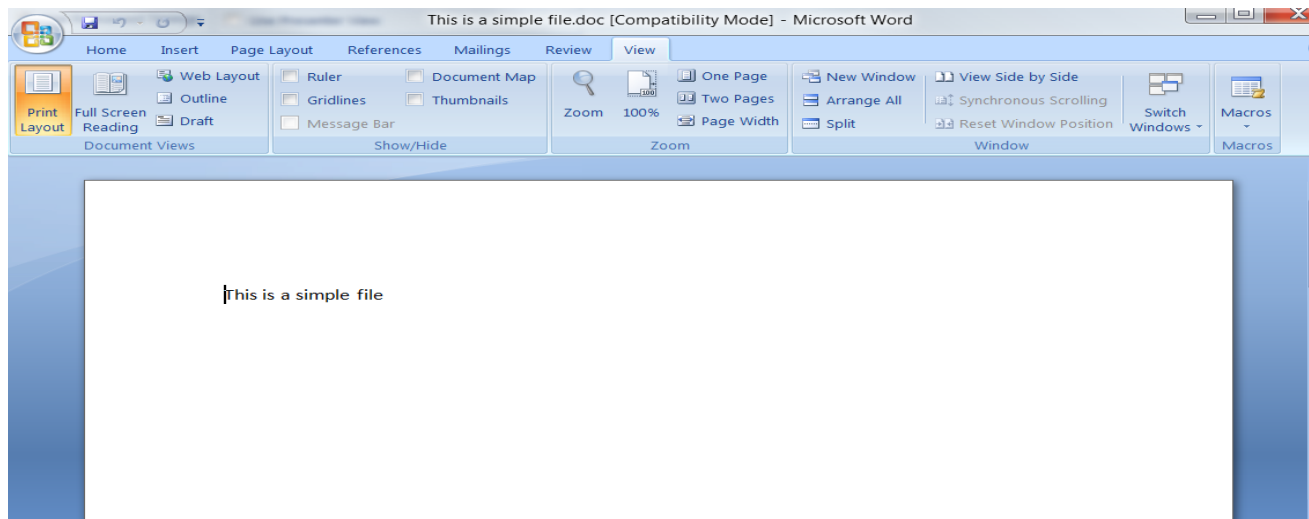 This is a simple file.doc [Compatibility Mode] - Microsoft Word
Home Insert Page Layout References Mailings Review View
Print Layout
Full Screen Reading
Web Layout
Outline
Draft
Document Views
Ruler
Gridlines
Message Bar
Document Map
Thumbnails
Show/Hide
Zoom
100%
One Page
Two Pages
Page Width
Zoom
New Window
Arrange All
Split
View Side by Side
Synchronous Scrolling
Reset Window Position
Switch Windows
Window
Macros
Macros
This is a simple file